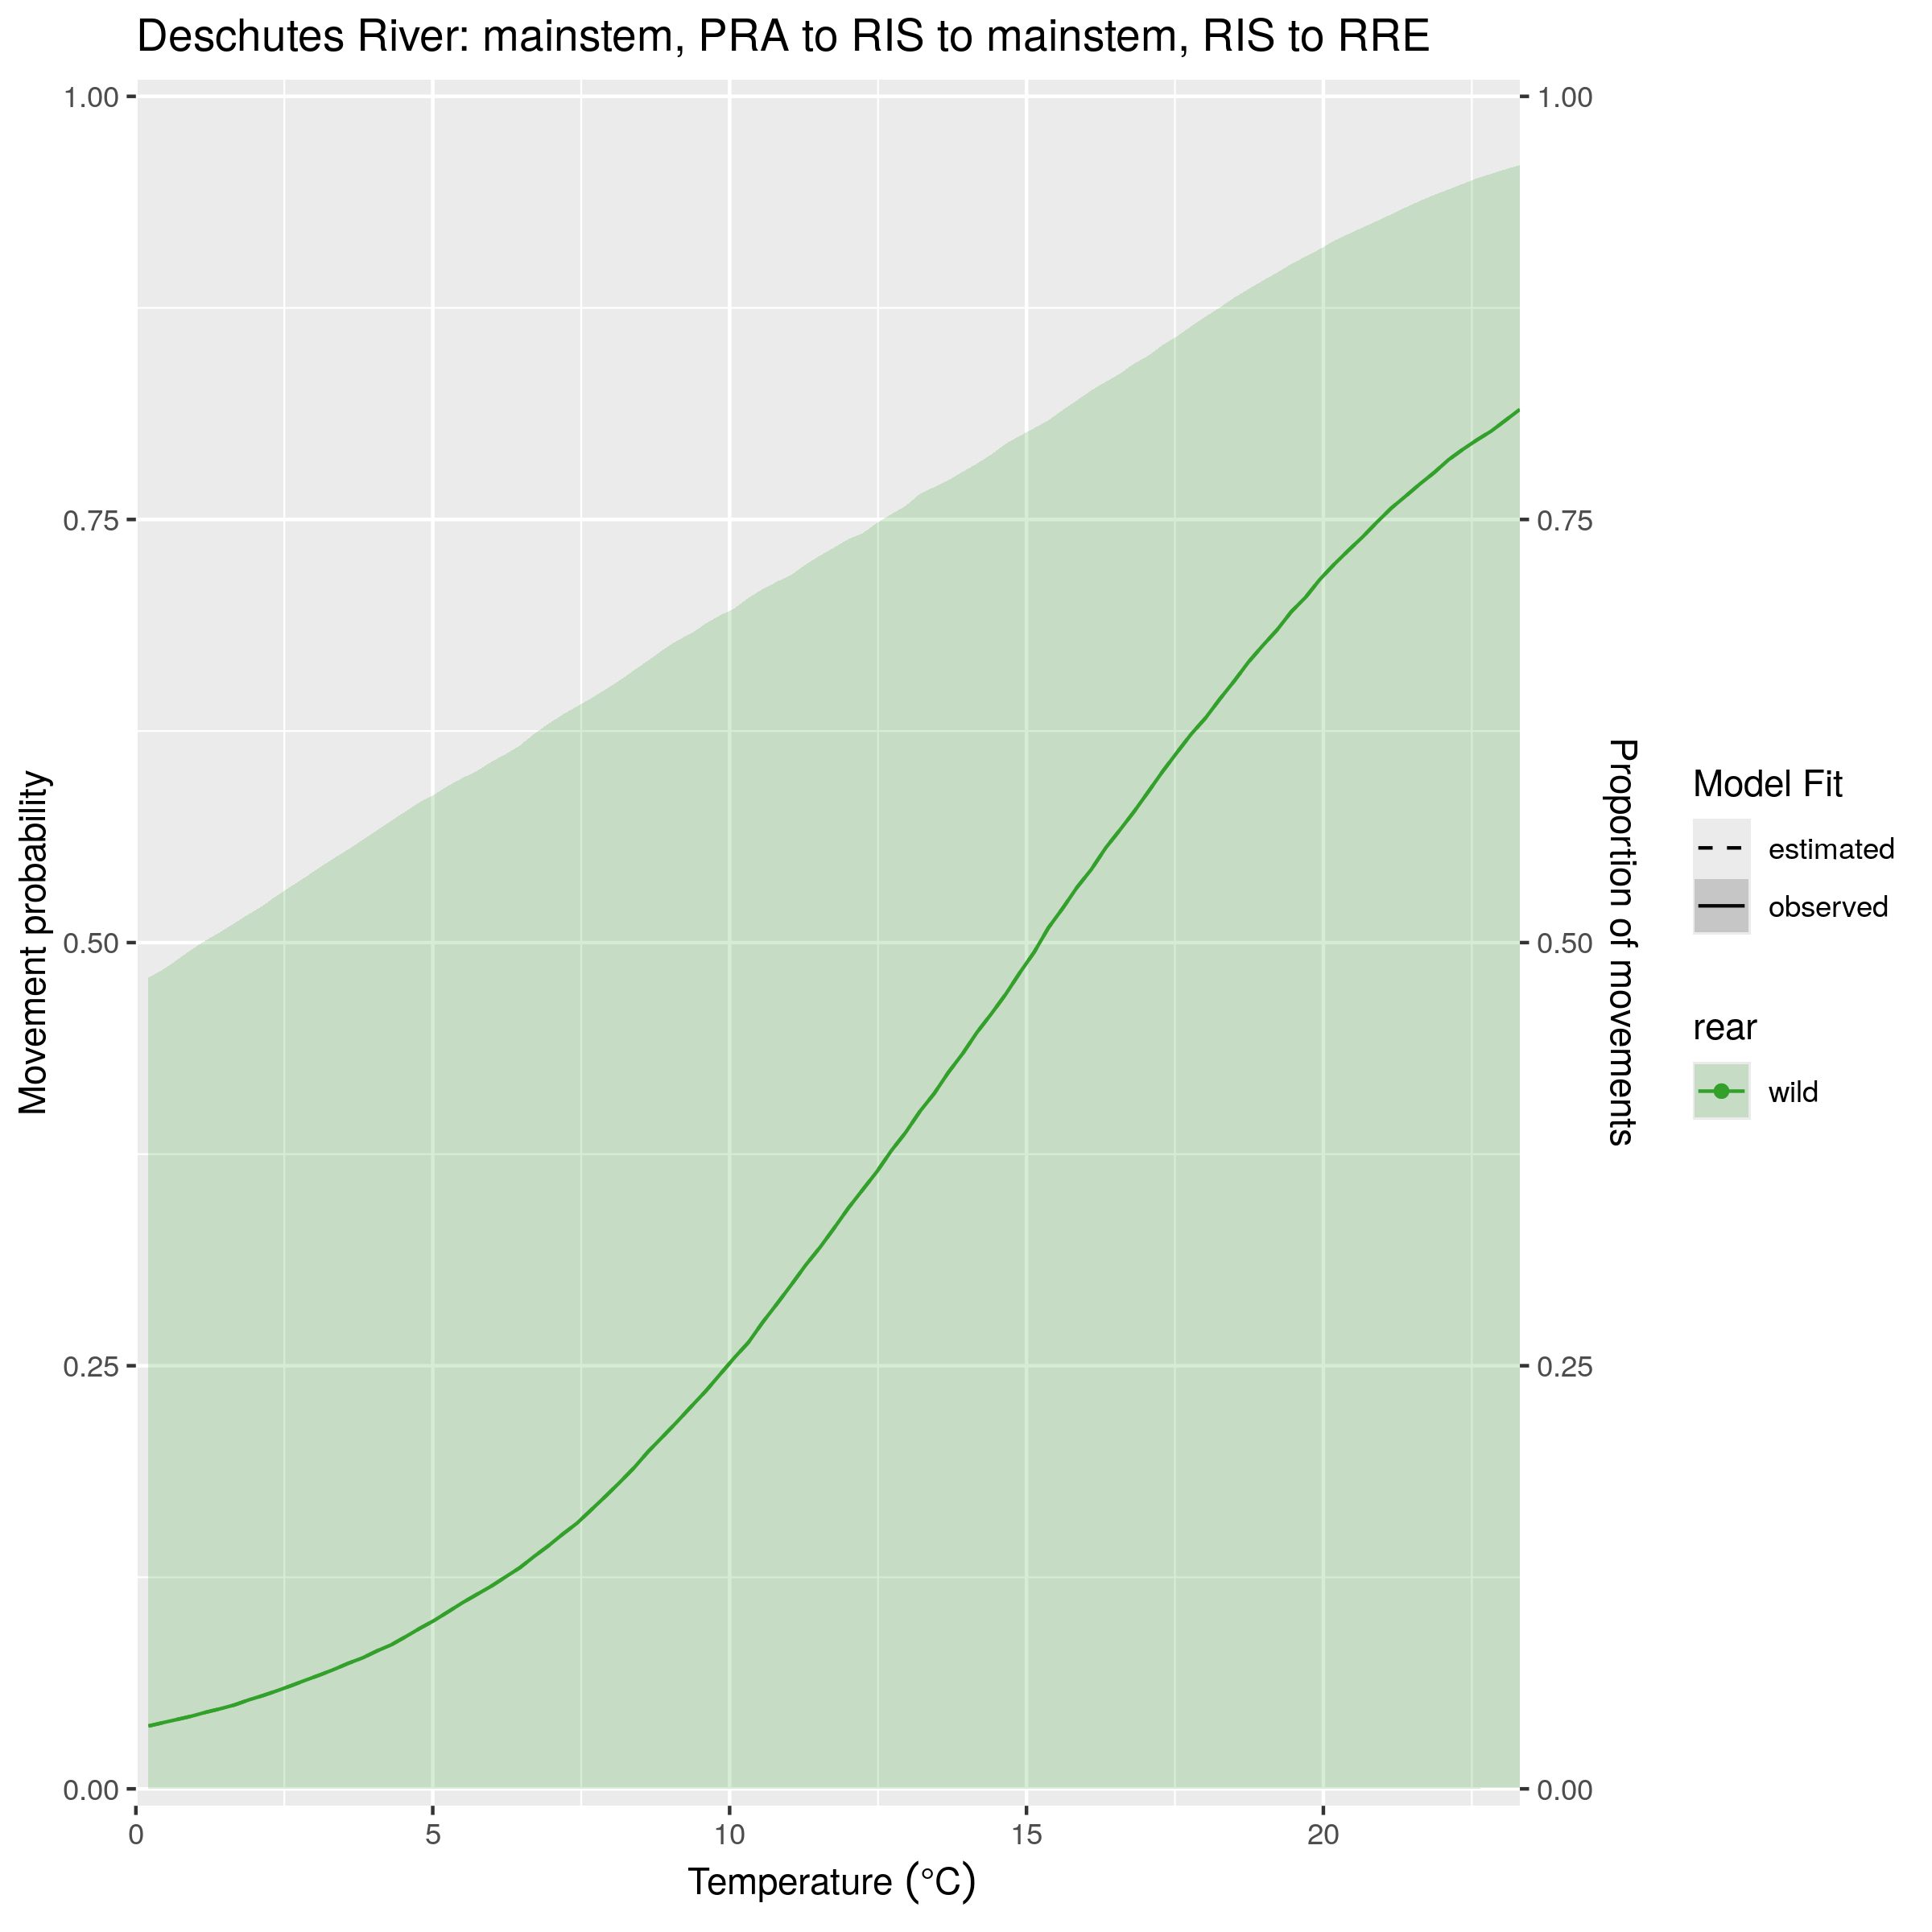 Deschutes River: mainstem, PRA to RIS to mainstem, RIS to RRE
Movement probability
1.00
0.75
0.50
0.25
0.00
0
5
10
15
20
Temperature (°C)
1.00
0.75
0.50
0.25
0.00
Proportion of movements
Model Fit
estimated
observed
rear
wild